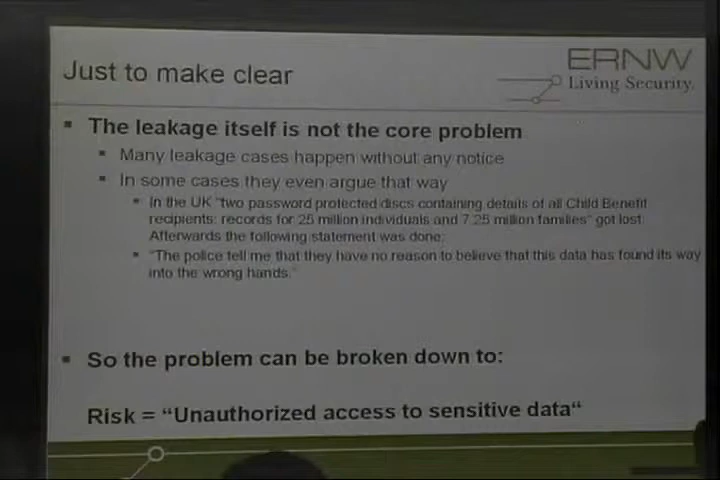 Just to make clear
ERNW
Living Security.
The leakage itself is not the core problem
Many leakage cases happen without any notice
In some cases they even argue that way
In the UK "two password protected discs containing details of all Child Benefit
recipients: records for 25 million individuals and 7.25 million families" got lost.
Afterwards the following statement was done:
"The police tell me that they have no reason to believe that this data has found its way
into the wrong hands."
So the problem can be broken down to:
Risk = “Unauthorized access to sensitive data“